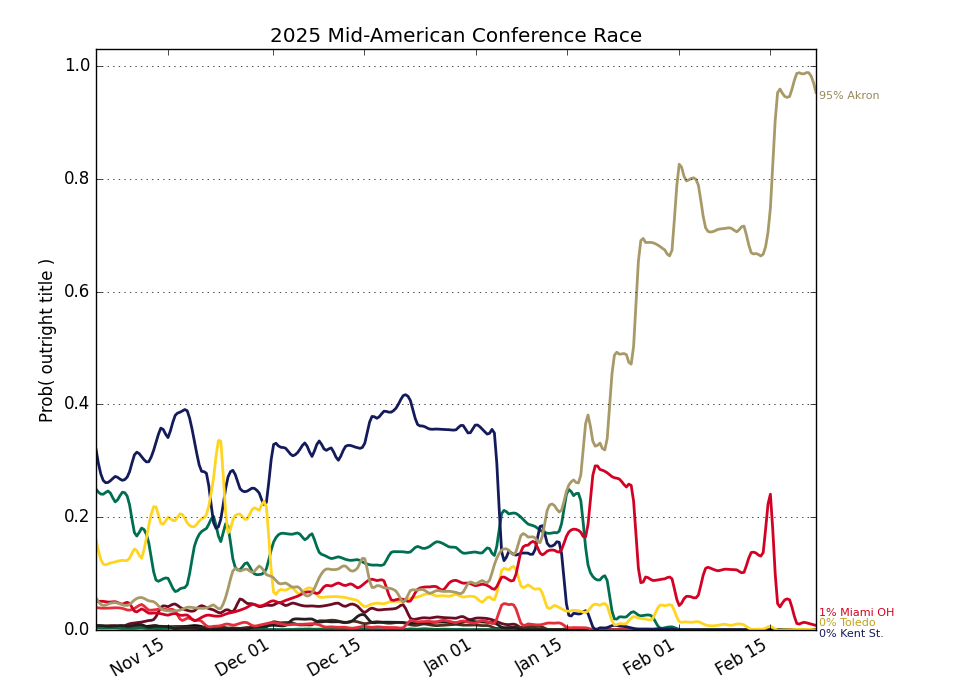 2025 Mid-American Conference Race
Prob( outright title )
1.0
0.8
0.6
0.4
0.2
0.0
Nov 15
Dec 01
Dec 15
Jan 01
Jan 15
Feb 01
Feb 15
95% Akron
1% Miami OH
0% Toledo
0% Kent St.